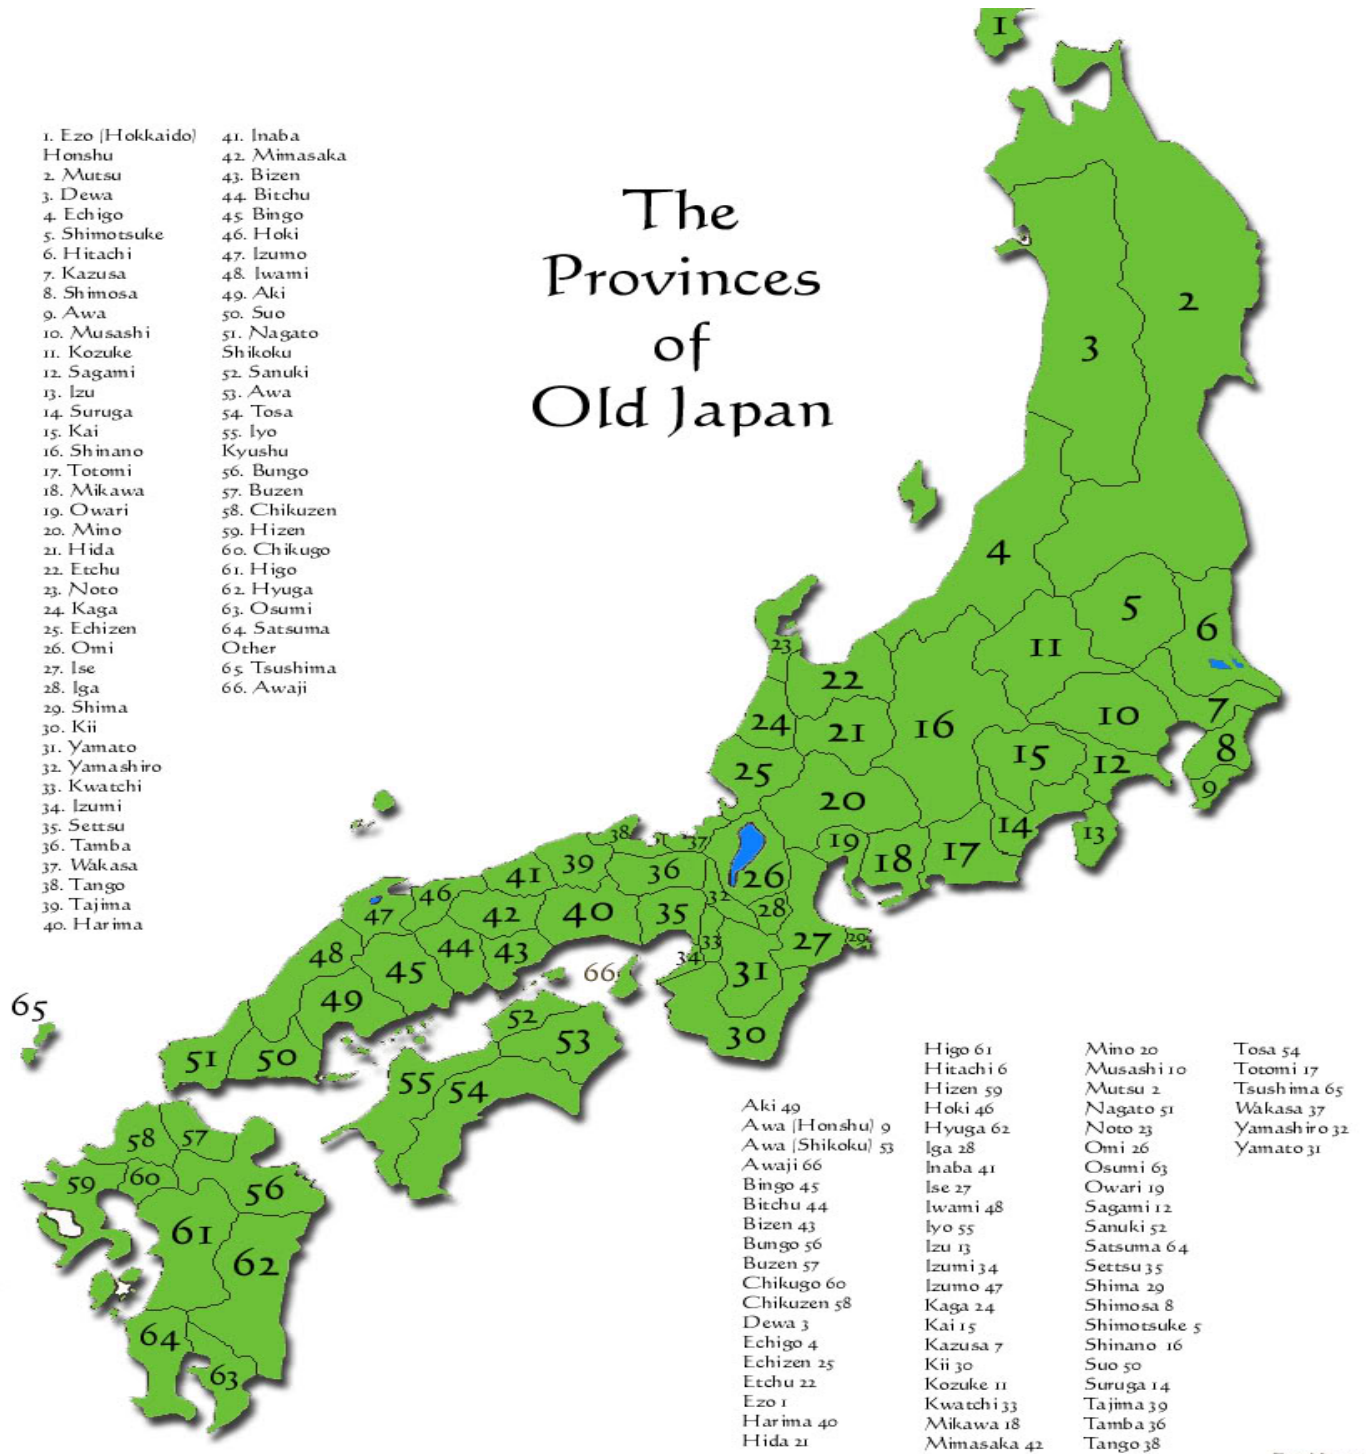 The
Provinces
of
Old Japan
1. Ezo (Hokkaido)
Honshu
2. Mutsu
3. Dewa
4. Echigo
5. Shimotsuke
6. Hitachi
7. Kazusa
8. Shimosa
9. Awa
10. Musashi
11. Kozuke
12. Sagami
13. Izu
14. Suruga
15. Kai
16. Shinano
17. Totomi
18. Mikawa
19. Owari
20. Mino
21. Hida
22. Etchu
23. Noto
24. Kaga
25. Echizen
26. Omi
27. Ise
28. Iga
29. Shima
30. Kii
31. Yamato
32. Yamashiro
33. Kwatchi
34. Izumi
35. Settsu
36. Tamba
37. Wakasa
38. Tango
39. Tajima
40. Harima
41. Inaba
42. Mimasaka
43. Bizen
44. Bitchu
45. Bingo
46. Hoki
47. Izumo
48. Iwami
49. Aki
50. Suo
51. Nagato
Shikoku
52. Sanuki
53. Awa
54. Tosa
55. Iyo
Kyushu
56. Bungo
57. Buzen
58. Chikuzen
59. Hizen
60. Chikugo
61. Higo
62. Hyuga
63. Osumi
64. Satsuma
Other
65. Tsushima
66. Awaji
1
2
3
4
5
6
11
23
22
10
7
24
21
16
15
12
8
25
9
20
14
13
38
37
19
18
17
41
39
36
26
46
32
28
47
42
40
35
27
29
48
44
43
33
34
45
66
31
65
49
52
30
53
51
50
55
54
58
57
59
60
56
61
62
64
63
Aki 49
Awa (Honshu) 9
Awa (Shikoku) 53
Awaji 66
Bingo 45
Bitchu 44
Bizen 43
Bungo 56
Buzen 57
Chikugo 60
Chikuzen 58
Dewa 3
Echigo 4
Echizen 25
Etchu 22
Ezo 1
Harima 40
Hida 21
Higo 61
Hitachi 6
Hizen 59
Hoki 46
Hyuga 62
Iga 28
Inaba 41
Ise 27
Iwami 48
Iyo 55
Izu 13
Izumi 34
Izumo 47
Kaga 24
Kai 15
Kazusa 7
Kii 30
Kozuke 11
Kwatchi 33
Mikawa 18
Mimasaka 42
Mino 20
Musashi 10
Mutsu 2
Nagato 51
Noto 23
Omi 26
Osumi 63
Owari 19
Sagami 12
Sanuki 52
Satsuma 64
Settsu 35
Shima 29
Shimosa 8
Shimotsuke 5
Shinano 16
Suo 50
Suruga 14
Tajima 39
Tamba 36
Tango 38
Tosa 54
Totomi 17
Tsushima 65
Wakasa 37
Yamashiro 32
Yamato 31